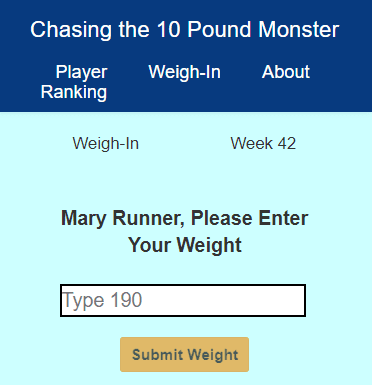 Chasing the 10 Pound Monster
Player Ranking
Weigh-In
About
Weigh-In
Week 42
Mary Runner, Please Enter
Your Weight
Type 190
Submit Weight